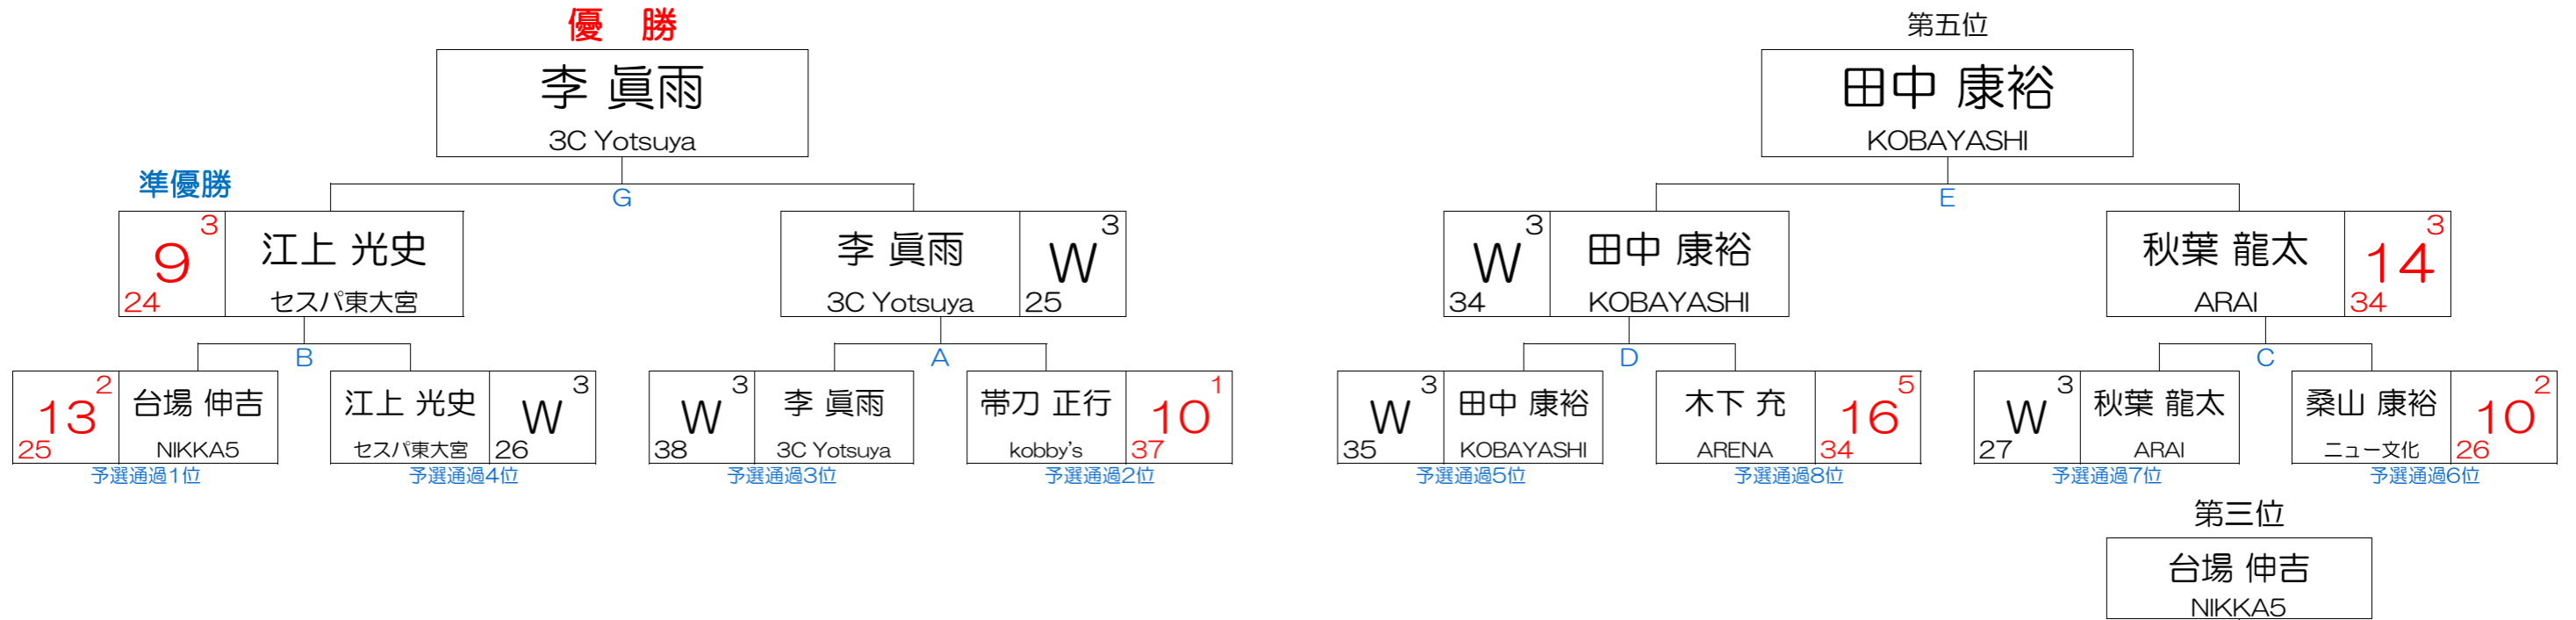 優 勝
李 眞雨
3C Yotsuya
準優勝
G
3
9
24
江上 光史
セスパ東大宮
李 眞雨
3C Yotsuya
3
W
25
B
2
13
25
台場 伸吉
NIKKA5
予選通過1位
江上 光史
セスパ東大宮
3
W
26
予選通過4位
A
3
W
38
李 眞雨
3C Yotsuya
予選通過3位
帯刀 正行
kobby's
1
10
37
予選通過2位
第五位
田中 康裕
KOBAYASHI
E
3
W
34
田中 康裕
KOBAYASHI
秋葉 龍太
ARAI
3
14
34
D
3
W
35
田中 康裕
KOBAYASHI
予選通過5位
木下 充
ARENA
5
16
34
予選通過8位
C
3
W
27
秋葉 龍太
ARAI
予選通過7位
桑山 康裕
ニュー文化
2
10
26
予選通過6位
第三位
台場 伸吉
NIKKA5